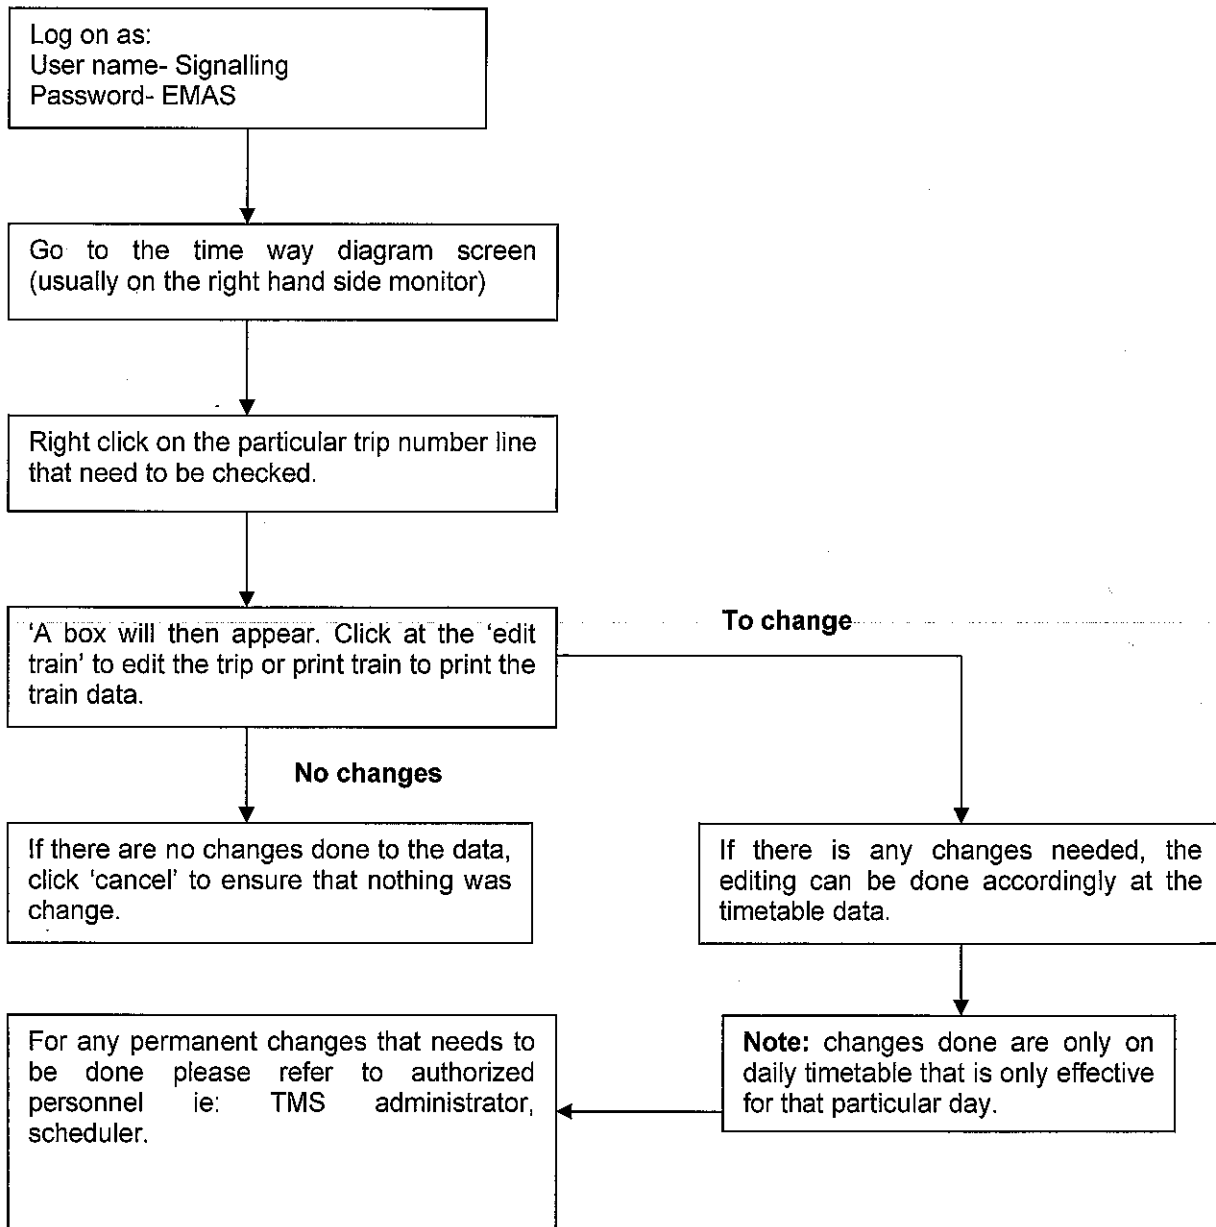 Log on as:
User name- Signalling
Password- EMAS
Go to the time way diagram screen
(usually on the right hand side monitor)
Right click on the particular trip number line
that need to be checked.
‘A box will then appear. Click at the ‘edit
train’ to edit the trip or print train to print the
train data.
To change
No changes
If there are no changes done to the data,
click ‘cancel’ to ensure that nothing was
change.
If there is any changes needed, the
editing can be done accordingly at the
timetable data.
Note: changes done are only on
daily timetable that is only effective
for that particular day.
For any permanent changes that needs to
be done please refer to authorized
personnel ie: TMS administrator,
scheduler.